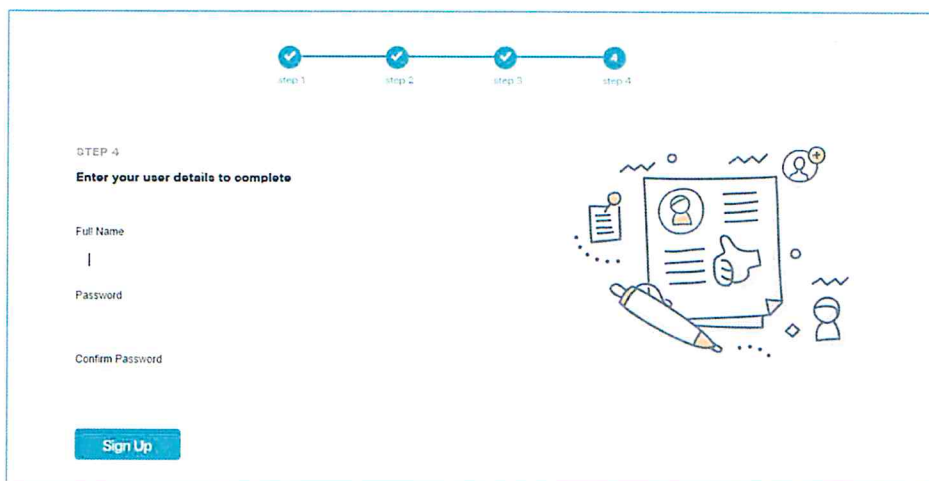 step 1
step 2
step 3
4
step 4
STEP 4
Enter your user details to complete
Full Name
Password
Confirm Password
Sign Up